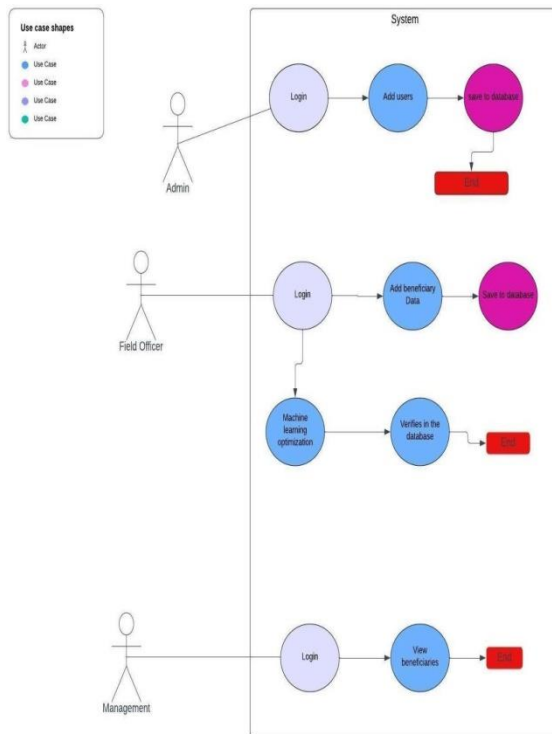 System
Use case shapes
Actor
Use Case
Use Case
Use Case
Use Case
Login
Add users
save to database
End
Admin
Login
Add beneficiary
Data
Save to database
Field Officer
Machine
learning
optimization
Verifies in the
database
End
Login
View
beneficiaries
End
Management